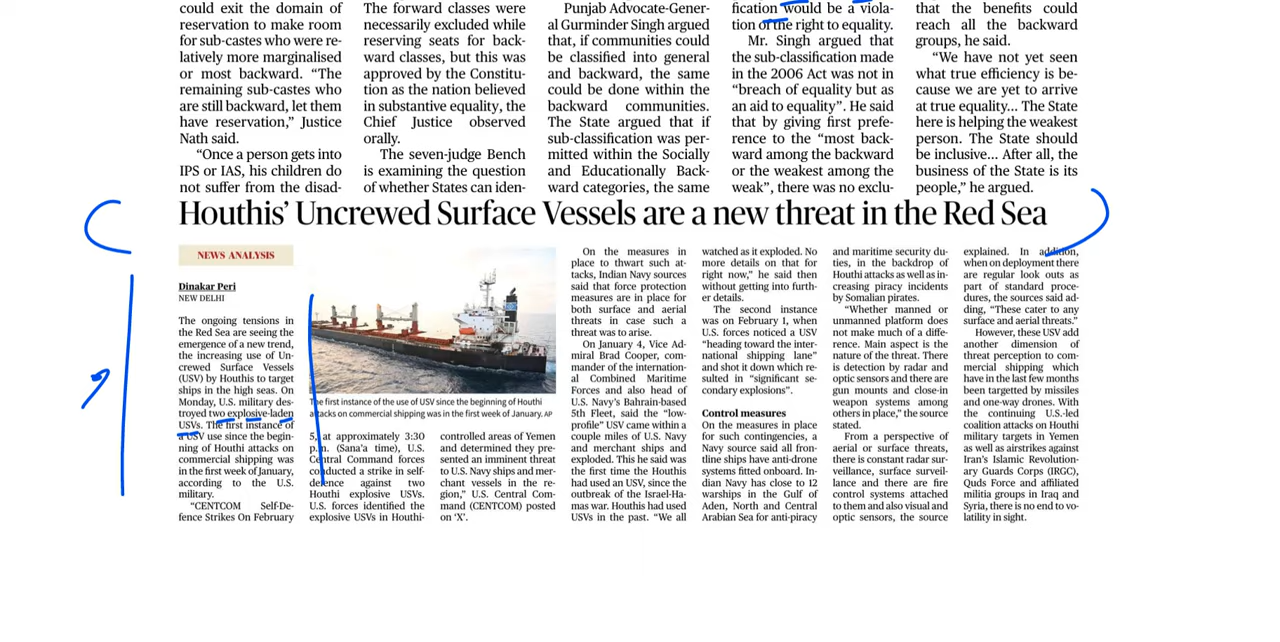 could exit the domain of
reservation to make room
for sub-castes who were re-
latively more marginalised
or most backward. “The
remaining sub-castes who
are still backward, let them
have reservation,” Justice
Nath said.
“Once a person gets into
IPS or IAS, his children do
not suffer from the disad-
The forward classes were
necessarily excluded while
reserving seats for back-
ward classes, but this was
approved by the Constitu-
tion as the nation believed
in substantive equality, the
Chief Justice observed
orally.
The seven-judge Bench
is examining the question
of whether States can iden-
Punjab Advocate-Gener-
al Gurminder Singh argued
that, if communities could
be classified into general
and backward, the same
could be done within the
backward communities.
The State argued that if
sub-classification was per-
mitted within the Socially
and Educationally Back-
ward categories, the same
fication would be a viola-
tion of the right to equality.
Mr. Singh argued that
the sub-classification made
in the 2006 Act was not in
“breach of equality but as
an aid to equality”. He said
that by giving first prefe-
rence to the “most back-
ward among the backward
or the weakest among the
weak”, there was no exclu-
that the benefits could
reach all the backward
groups, he said.
“We have not yet seen
what true efficiency is be-
cause we are yet to arrive
at true equality... The State
here is helping the weakest
person. The State should
be inclusive... After all, the
business of the State is its
people,” he argued.
Houthis’ Uncrewed Surface Vessels are a new threat in the Red Sea
NEWS ANALYSIS
Dinakar Peri
NEW DELHI
The ongoing tensions in
the Red Sea are seeing the
emergence of a new trend,
the increasing use of Un-
crewed Surface Vessels
(USV) by Houthis to target
ships in the high seas. On
Monday, U.S. military des-
troyed two explosive-laden
USVs. The first instance of
a USV use since the begin-
ning of Houthi attacks on
commercial shipping was
in the first week of January,
according to the U.S.
military.
“CENTCOM Self-De-
fence Strikes On February
The first instance of the use of USV since the beginning of Houthi
attacks on commercial shipping was in the first week of January. AP
5, at approximately 3:30
p.m. (Sana’a time), U.S.
Central Command forces
conducted a strike in self-
defence against two
Houthi explosive USVs.
U.S. forces identified the
explosive USVs in Houthi-
controlled areas of Yemen
and determined they pre-
sented an imminent threat
to U.S. Navy ships and mer-
chant vessels in the re-
gion,” U.S. Central Com-
mand (CENTCOM) posted
on ‘X’.
On the measures in
place to thwart such at-
tacks, Indian Navy sources
said that force protection
measures are in place for
both surface and aerial
threats in case such a
threat was to arise.
On January 4, Vice Ad-
miral Brad Cooper, com-
mander of the internation-
al Combined Maritime
Forces and also head of
U.S. Navy’s Bahrain-based
5th Fleet, said the “low-
profile” USV came within a
couple miles of U.S. Navy
and merchant ships and
exploded. This he said was
the first time the Houthis
had used an USV, since the
outbreak of the Israel-Ha-
mas war. Houthi had used
USVs in the past. “We all
watched as it exploded. No
more details on that for
right now,” he said then
without getting into furth-
er details.
The second instance
was on February 1, when
U.S. forces noticed a USV
“heading toward the inter-
national shipping lane”
and shot it down which re-
sulted in “significant se-
condary explosions”.
Control measures
On the measures in place
for such contingencies, a
Navy source said all fron-
tline ships have anti-drone
systems fitted onboard. In-
dian Navy has close to 12
warships in the Gulf of
Aden, North and Central
Arabian Sea for anti-piracy
and maritime security du-
ties, in the backdrop of
Houthi attacks as well as in-
creasing piracy incidents
by Somalian pirates.
“Whether manned or
unmanned platform does
not make much of a diffe-
rence. Main aspect is the
nature of the threat. There
is detection by radar and
optic sensors and there are
gun mounts and close-in
weapon systems among
others in place,” the source
stated.
From a perspective of
aerial or surface threats,
there is constant radar sur-
veillance, surface surveil-
lance and there are fire
control systems attached
to them and also visual and
optic sensors, the source
explained. In addition,
when on deployment there
are regular look outs as
part of standard proce-
dures, the sources said ad-
ding, “These cater to any
surface and aerial threats.”
However, these USV add
another dimension of
threat perception to com-
mercial shipping which
have in the last few months
been targetted by missiles
and one-way drones. With
the continuing U.S.-led
coalition attacks on Houthi
military targets in Yemen
as well as airstrikes against
Iran’s Islamic Revolution-
ary Guards Corps (IRGC),
Quds Force and affiliated
militia groups in Iraq and
Syria, there is no end to vo-
latility in sight.